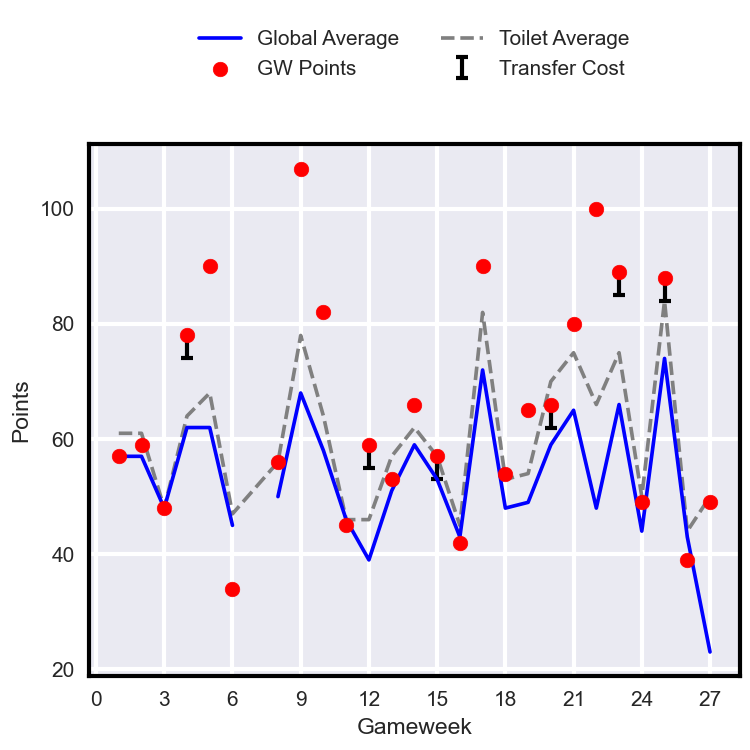 Global Average
Toilet Average
GW Points
Transfer Cost
Points
100
80
60
40
20
0 3 6 9 12 15 18 21 24 27
Gameweek